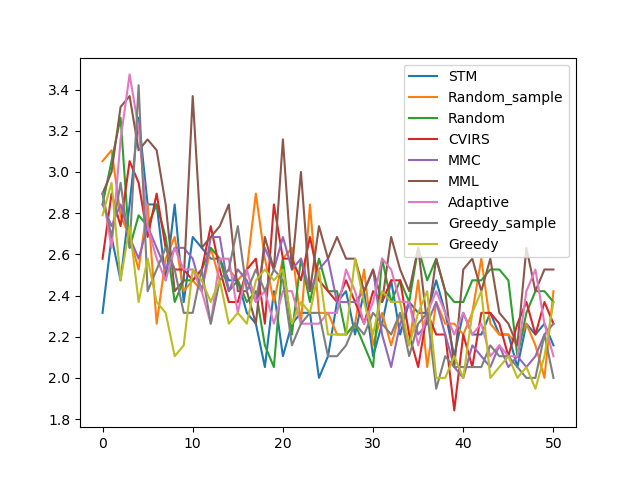 STM
Random_sample
Random
CVIRS
MMC
MML
Adaptive
Greedy_sample
Greedy
3.4
3.2
3.0
2.8
2.6
2.4
2.2
2.0
1.8
0 10 20 30 40 50